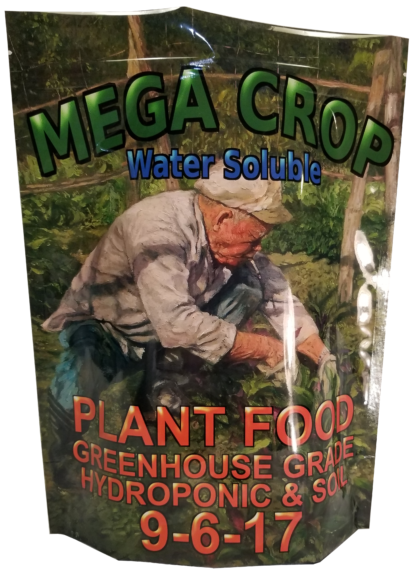 MEGA CROP
Water Soluble
PLANT FOOD
GREENHOUSE GRADE
HYDROPONIC & SOIL
9-6-17